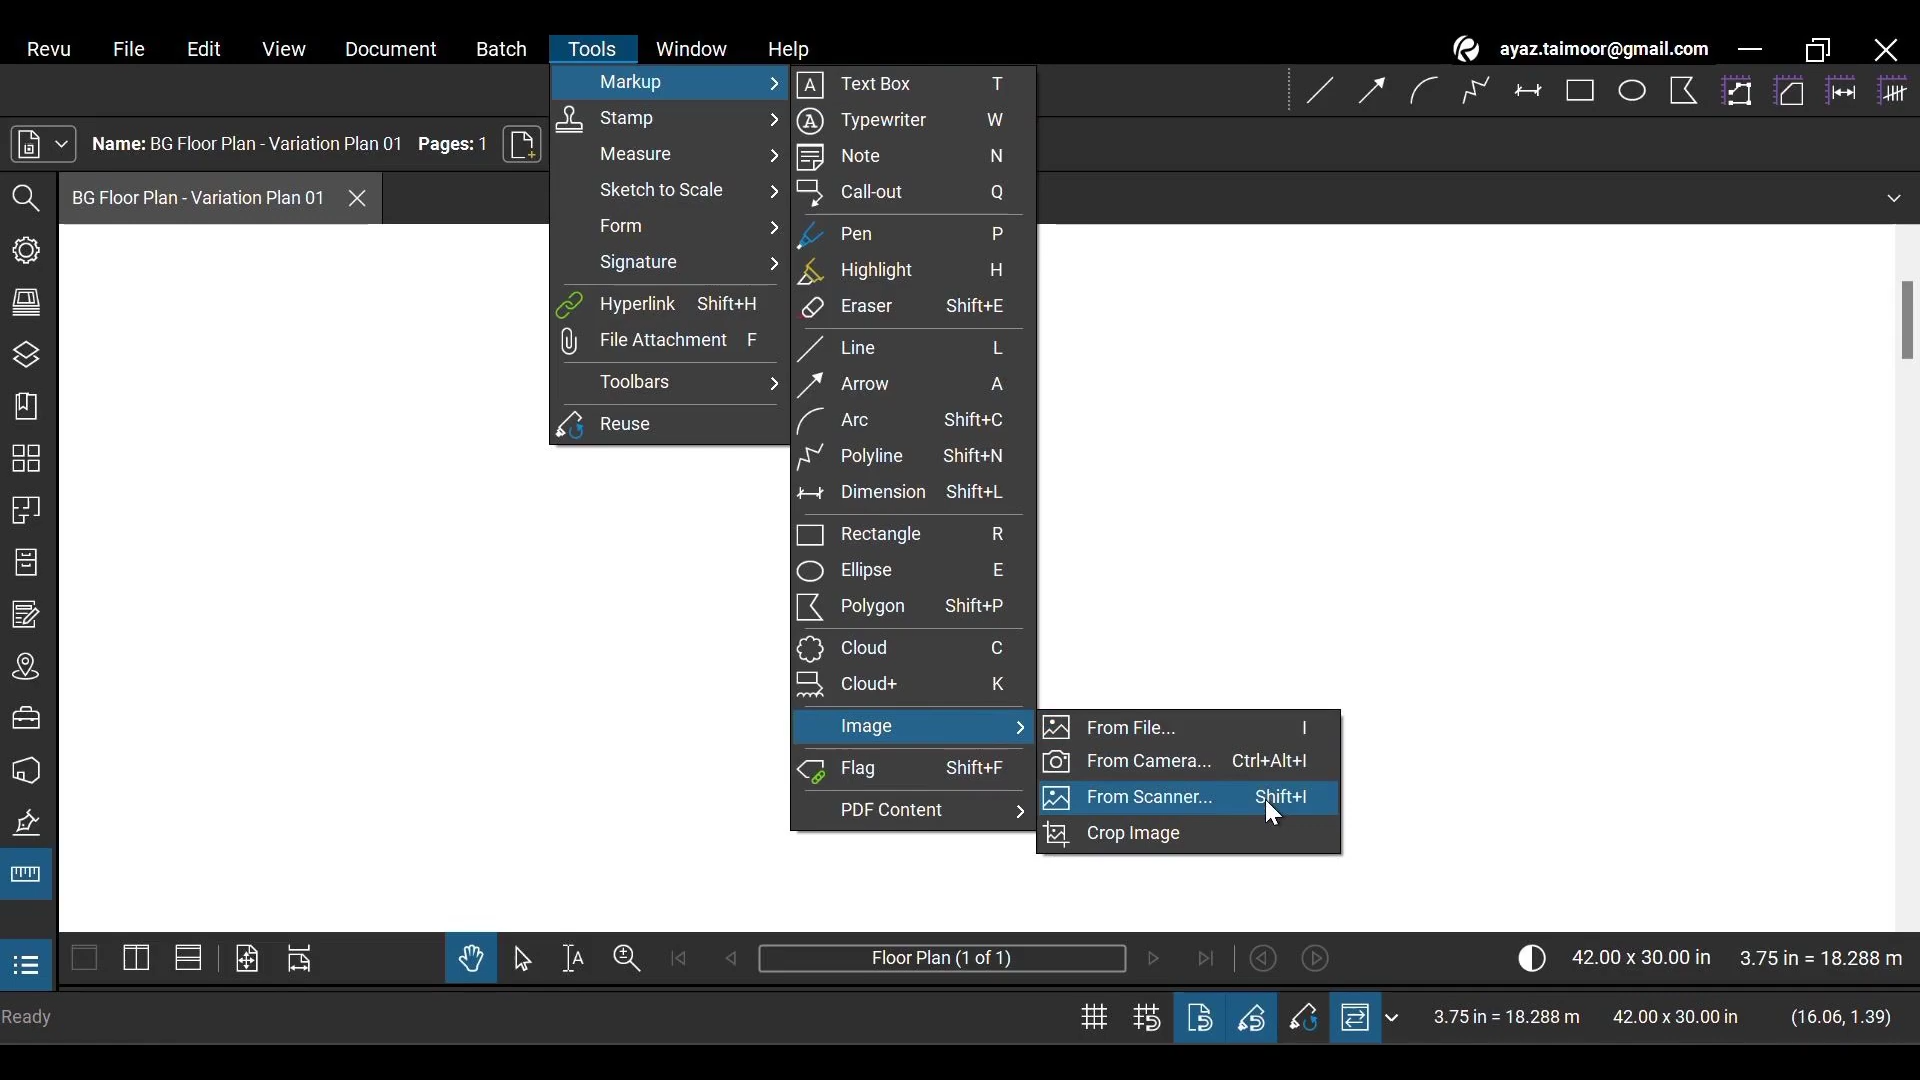 Revu File Edit View Document Batch Tools Window Help
ayaz.taimoor@gmail.com
Name: BG Floor Plan - Variation Plan 01 Pages: 1
BG Floor Plan - Variation Plan 01
Markup
Stamp
Measure
Sketch to Scale
Form
Signature
Hyperlink Shift+H
File Attachment F
Toolbars
Reuse
Text Box T
Typewriter W
Note N
Call-out Q
Pen P
Highlight H
Eraser Shift+E
Line L
Arrow A
Arc Shift+C
Polyline Shift+N
Dimension Shift+L
Rectangle R
Ellipse E
Polygon Shift+P
Cloud C
Cloud+ K
Image
Flag Shift+F
PDF Content
From File... I
From Camera... Ctrl+Alt+I
From Scanner... Shift+I
Crop Image
Floor Plan (1 of 1)
42.00 x 30.00 in 3.75 in = 18.288 m
Ready
3.75 in = 18.288 m 42.00 x 30.00 in (16.06, 1.39)